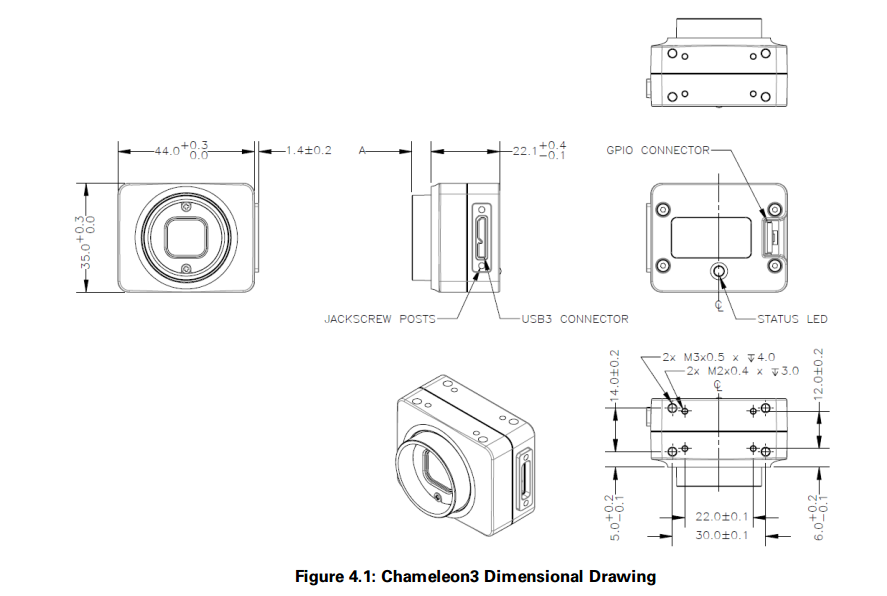 44.0+0.3 0.0
1.4±0.2
A
22.1+0.4 -0.1
GPIO CONNECTOR
35.0+0.3 0.0
JACKSCREW POSTS
USB3 CONNECTOR
℄
STATUS LED
2x M3x0.5 x ↧4.0
2x M2x0.4 x ↧3.0
℄
14.0±0.2
12.0±0.2
5.0+0.2 -0.1
22.0±0.1
30.0±0.1
6.0+0.2 -0.1
Figure 4.1: Chameleon3 Dimensional Drawing